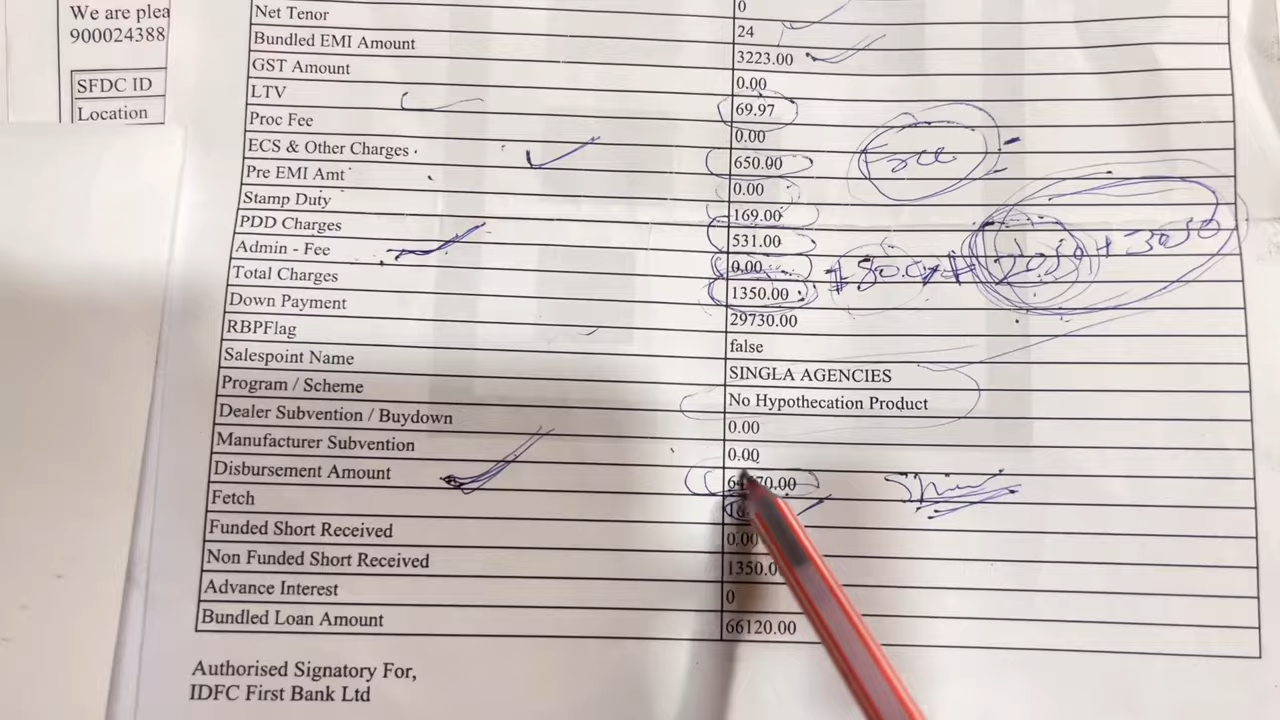 We are plea
900024388
SFDC ID
Location
Net Tenor 0
Bundled EMI Amount 24
GST Amount 3223.00
LTV 0.00
Proc Fee 69.97
ECS & Other Charges 0.00
Pre EMI Amt 650.00
Free
Stamp Duty 0.00
PDD Charges 169.00
Admin - Fee 531.00
Total Charges 0.00
+ 3050
Down Payment 1350.00
RBPFlag 29730.00
Salespoint Name false
Program / Scheme SINGLA AGENCIES
Dealer Subvention / Buydown No Hypothecation Product
Manufacturer Subvention 0.00
Disbursement Amount 0.00
Fetch
Funded Short Received
Non Funded Short Received 0.00
Advance Interest 1350.0
Bundled Loan Amount 0
66120.00
Authorised Signatory For,
IDFC First Bank Ltd